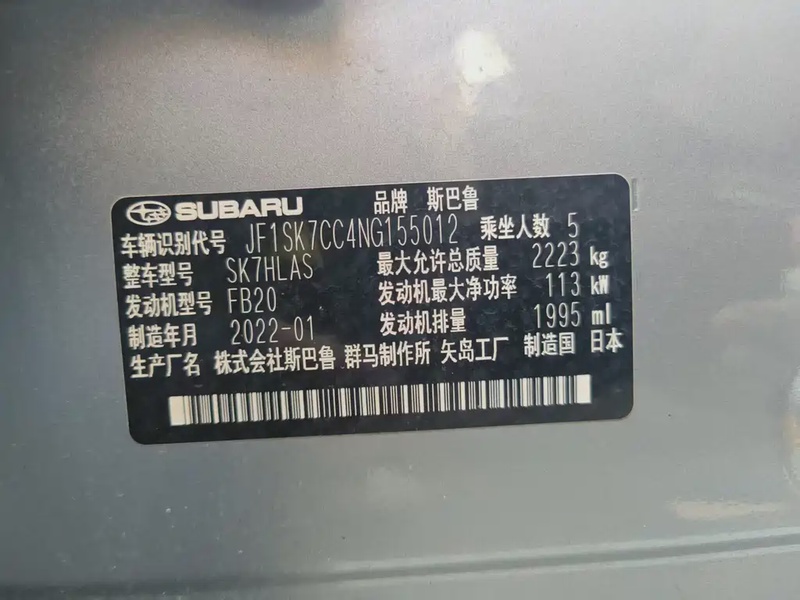 SUBARU 品牌 斯巴鲁
车辆识别代号 JF1SK7CC4NG155012 乘坐人数 5
整车型号 SK7HLAS 最大允许总质量 2223 kg
发动机型号 FB20 发动机最大净功率 113 kW
制造年月 2022-01 发动机排量 1995 ml
生产厂名 株式会社斯巴鲁 群马制作所 矢岛工厂 制造国 日本